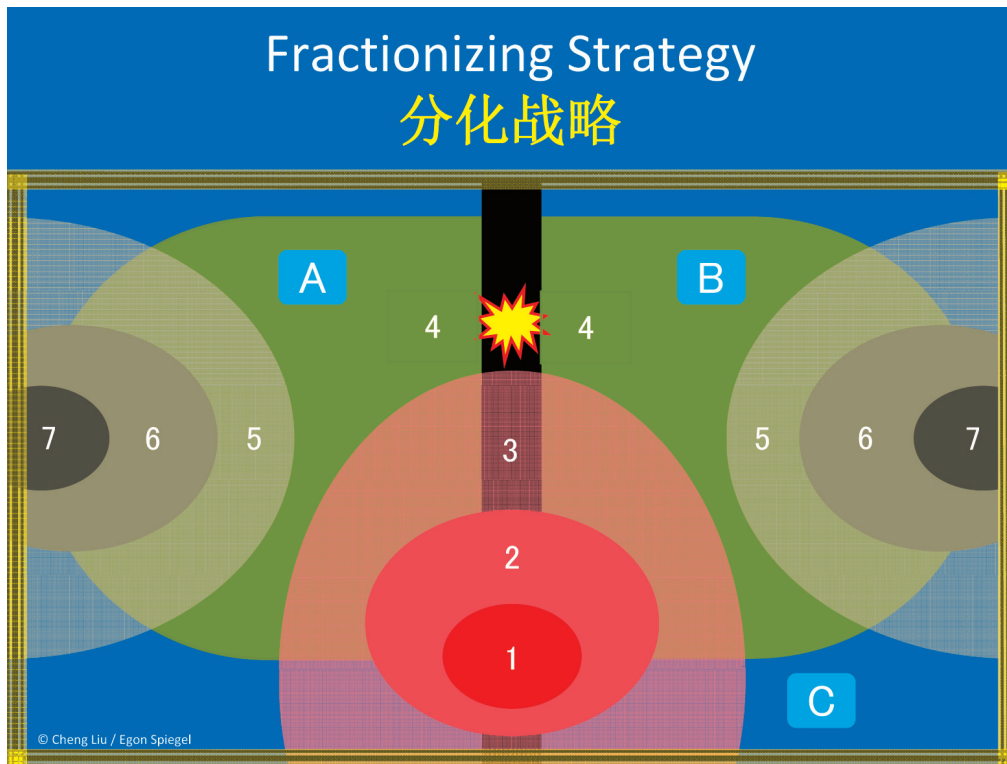 Fractionizing Strategy
分化战略
A
B
4
4
7
6
5
3
5
6
7
2
1
C
© Cheng Liu / Egon Spiegel